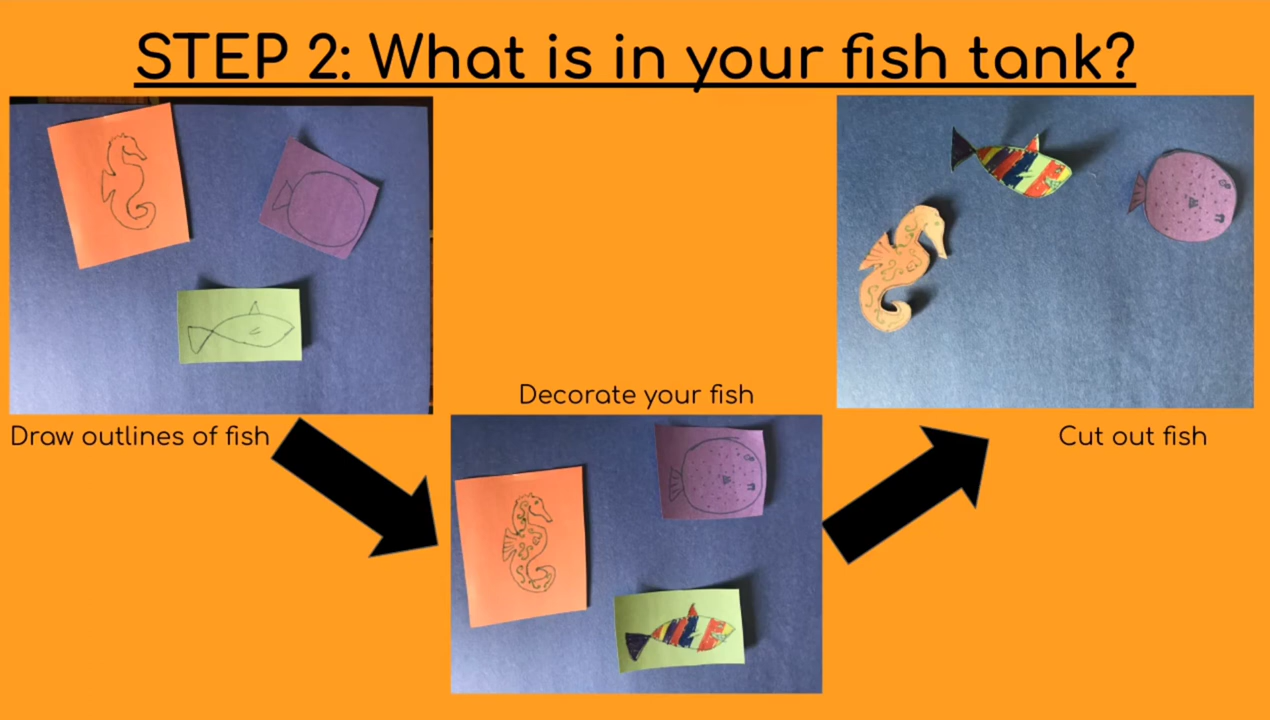 STEP 2: What is in your fish tank?
Draw outlines of fish
Decorate your fish
Cut out fish